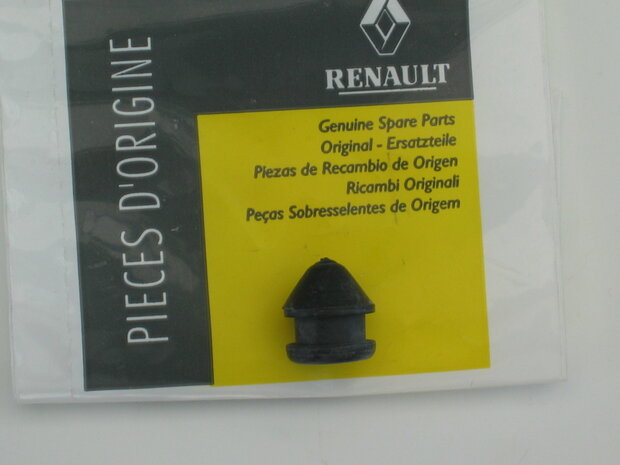 PIECES D'ORIGINE
RENAULT
Genuine Spare Parts
Original - Ersatzteile
Piezas de Recambio de Origen
Ricambi Originali
Peças Sobresselentes de Origem